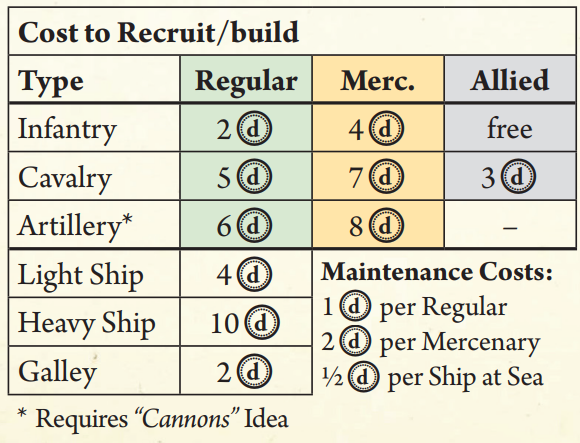 Cost to Recruit/build
Type Regular Merc. Allied
Infantry 2 d 4 d free
Cavalry 5 d 7 d 3 d
Artillery* 6 d 8 d –
Light Ship 4 d
Heavy Ship 10 d
Galley 2 d
Maintenance Costs:
1 d per Regular
2 d per Mercenary
½ d per Ship at Sea
* Requires “Cannons” Idea